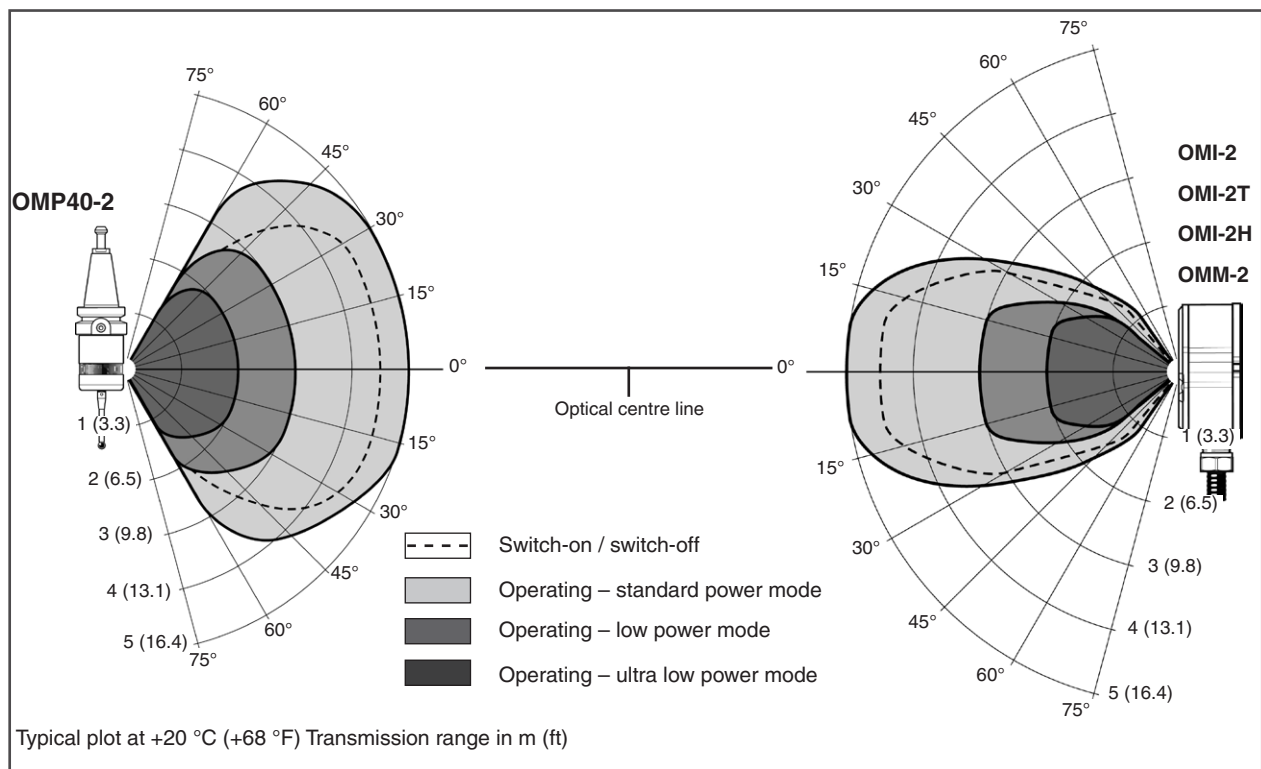 OMP40-2
75°
60°
45°
30°
15°
0°
15°
30°
45°
60°
75°
1 (3.3)
2 (6.5)
3 (9.8)
4 (13.1)
5 (16.4)
Optical centre line
Switch-on / switch-off
Operating – standard power mode
Operating – low power mode
Operating – ultra low power mode
75°
60°
45°
30°
15°
0°
15°
30°
45°
60°
75°
OMI-2
OMI-2T
OMI-2H
OMM-2
1 (3.3)
2 (6.5)
3 (9.8)
4 (13.1)
5 (16.4)
Typical plot at +20 °C (+68 °F) Transmission range in m (ft)